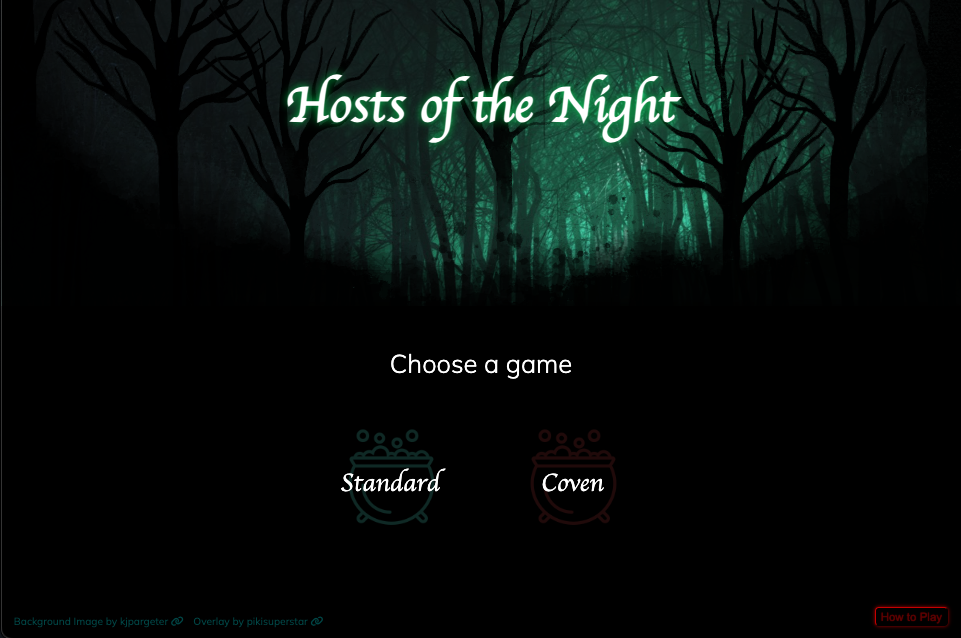 Hosts of the Night
Choose a game
Standard
Coven
Background Image by kjpargeter
Overlay by pikisuperstar
How to Play